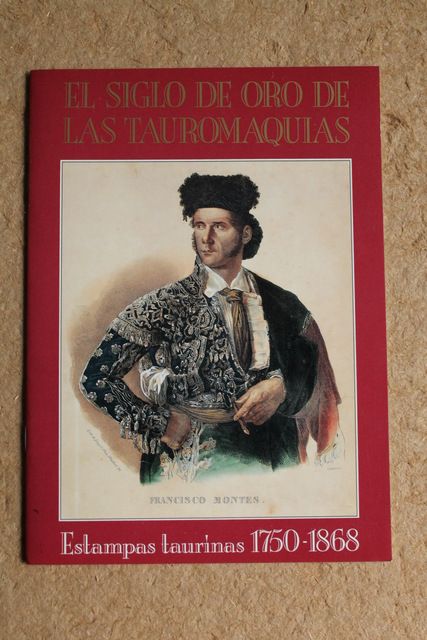 EL SIGLO DE ORO DE
LAS TAUROMAQUIAS
FRANCISCO MONTES.
Estampas taurinas 1750-1868